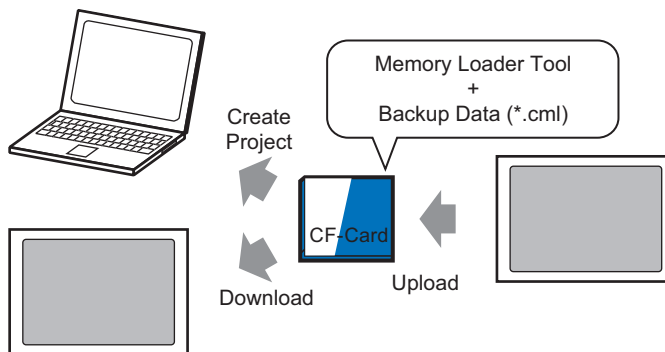 Memory Loader Tool
+
Backup Data (*.cml)
Create
Project
CF-Card
Download
Upload